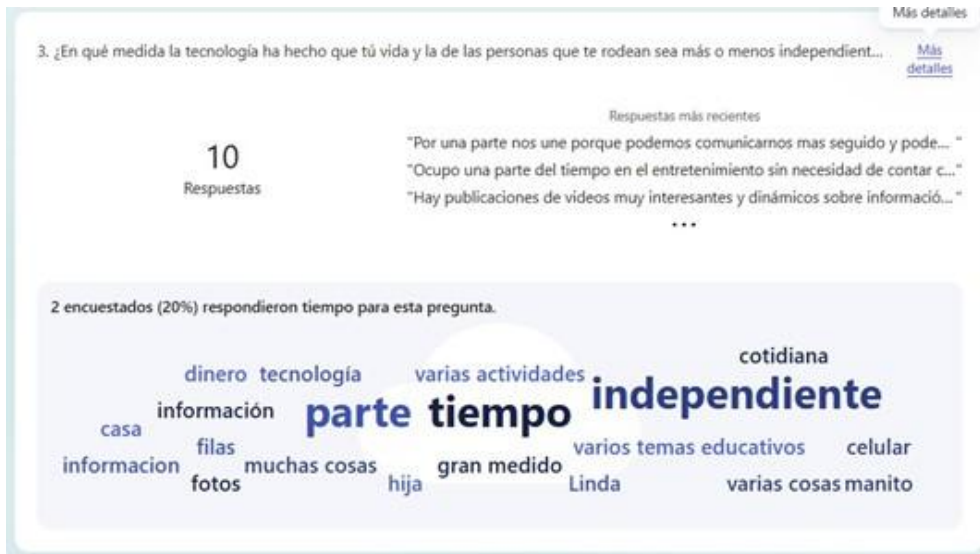 Más detalles
3. ¿En qué medida la tecnología ha hecho que tú vida y la de las personas que te rodean sea más o menos independient...
Más
detalles
Respuestas más recientes
10
Respuestas
"Por una parte nos une porque podemos comunicarnos mas seguido y pode... "
"Ocupo una parte del tiempo en el entretenimiento sin necesidad de contar c..."
"Hay publicaciones de videos muy interesantes y dinámicos sobre informació... "
...
2 encuestados (20%) respondieron tiempo para esta pregunta.
cotidiana
dinero tecnología varias actividades independiente
información parte tiempo
casa
filas varios temas educativos celular
informacion muchas cosas gran medido
fotos hija Linda varias cosas manito